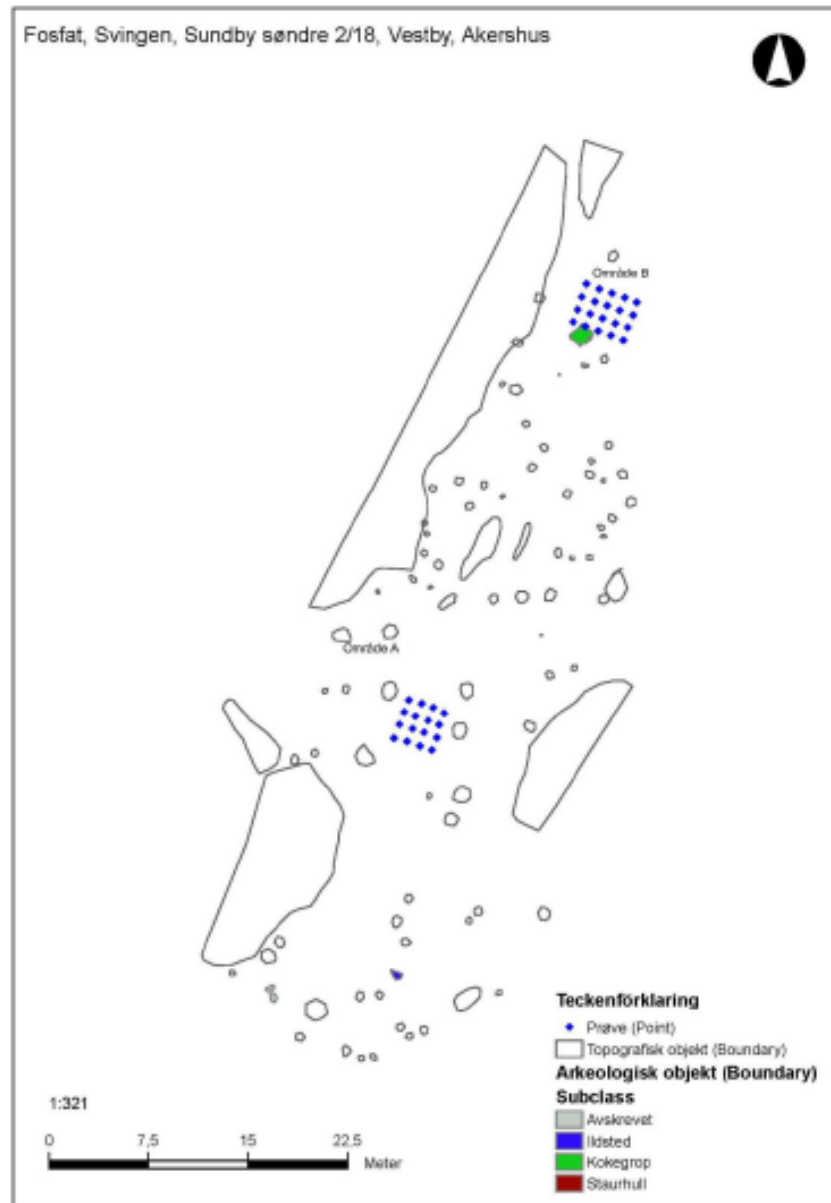 Fosfat, Svingen, Sundby søndre 2/18, Vestby, Akershus
Område B
Område A
Teckenförklaring
Prøve (Point)
Topografisk objekt (Boundary)
Arkeologisk objekt (Boundary)
Subclass
Avskrevet
Ildsted
Kokegrop
Staurhull
1:321
0 7,5 15 22,5
Meter